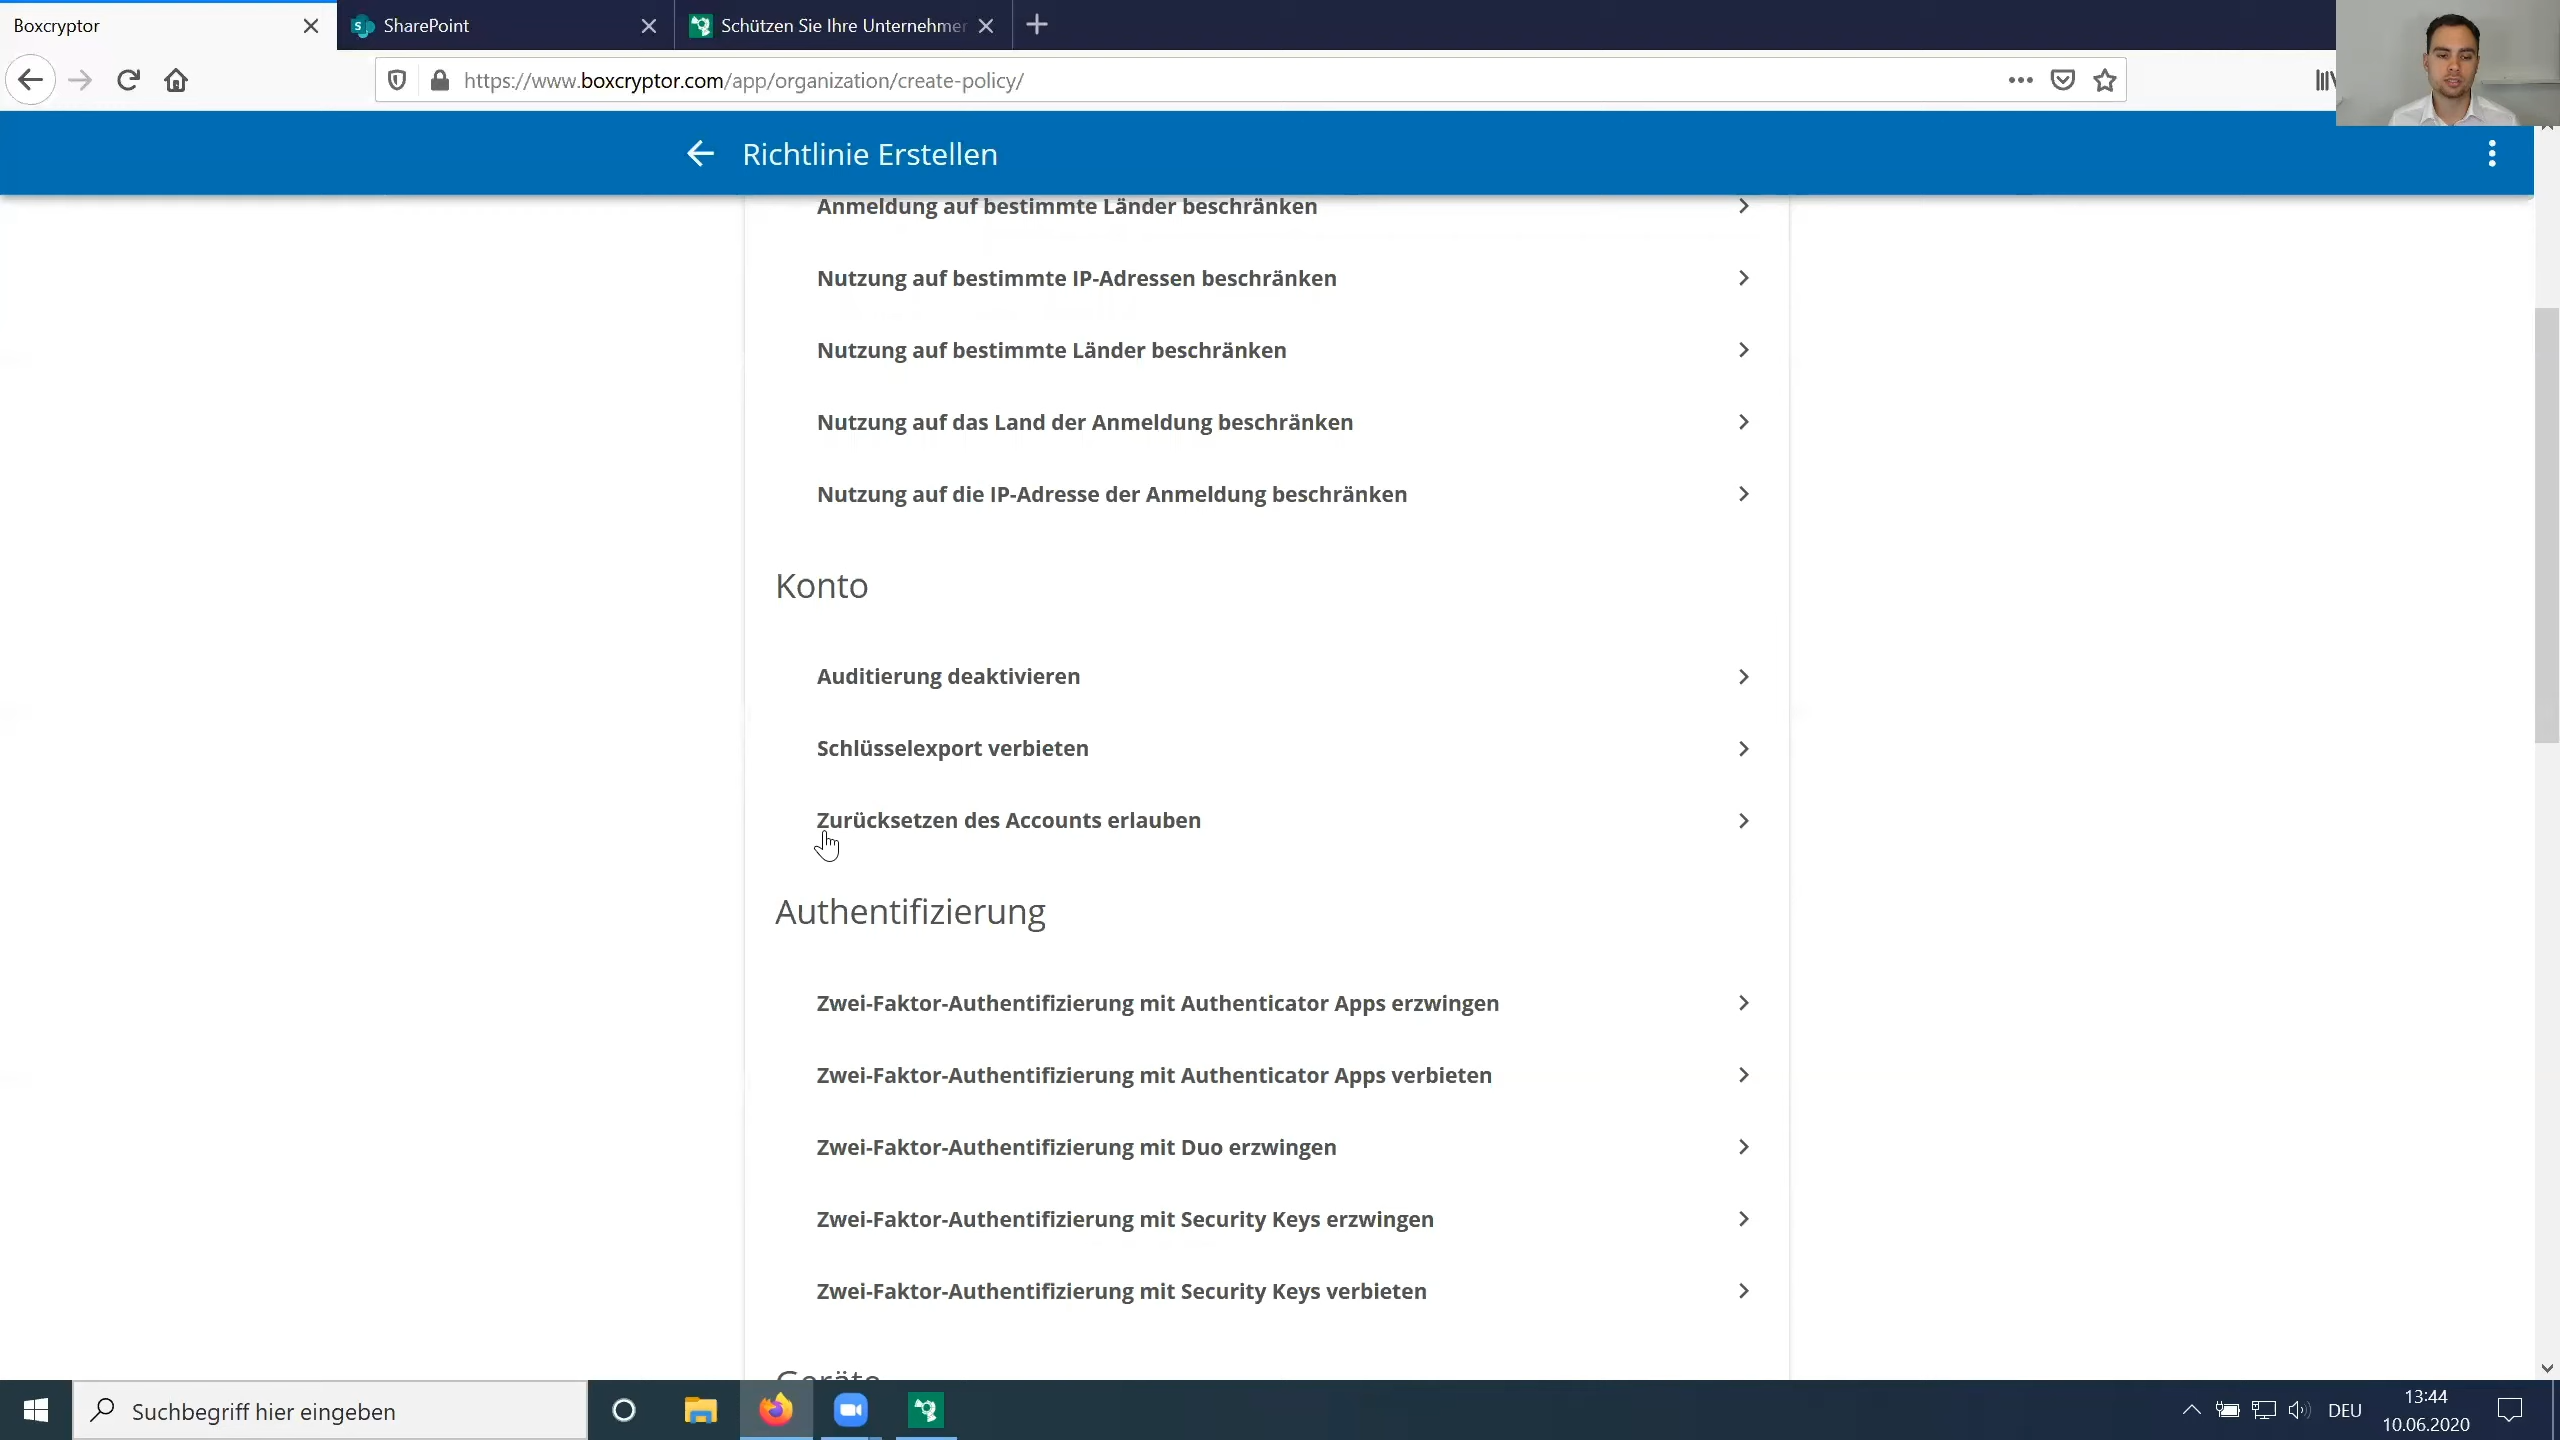 Boxcryptor
SharePoint
Schützen Sie Ihre Unternehmer
https://www.boxcryptor.com/app/organization/create-policy/
Richtlinie Erstellen
Anmeldung auf bestimmte Länder beschränken
Nutzung auf bestimmte IP-Adressen beschränken
Nutzung auf bestimmte Länder beschränken
Nutzung auf das Land der Anmeldung beschränken
Nutzung auf die IP-Adresse der Anmeldung beschränken
Konto
Auditierung deaktivieren
Schlüsselexport verbieten
Zurücksetzen des Accounts erlauben
Authentifizierung
Zwei-Faktor-Authentifizierung mit Authenticator Apps erzwingen
Zwei-Faktor-Authentifizierung mit Authenticator Apps verbieten
Zwei-Faktor-Authentifizierung mit Duo erzwingen
Zwei-Faktor-Authentifizierung mit Security Keys erzwingen
Zwei-Faktor-Authentifizierung mit Security Keys verbieten
Geräte
Suchbegriff hier eingeben
DEU
13:44
10.06.2020